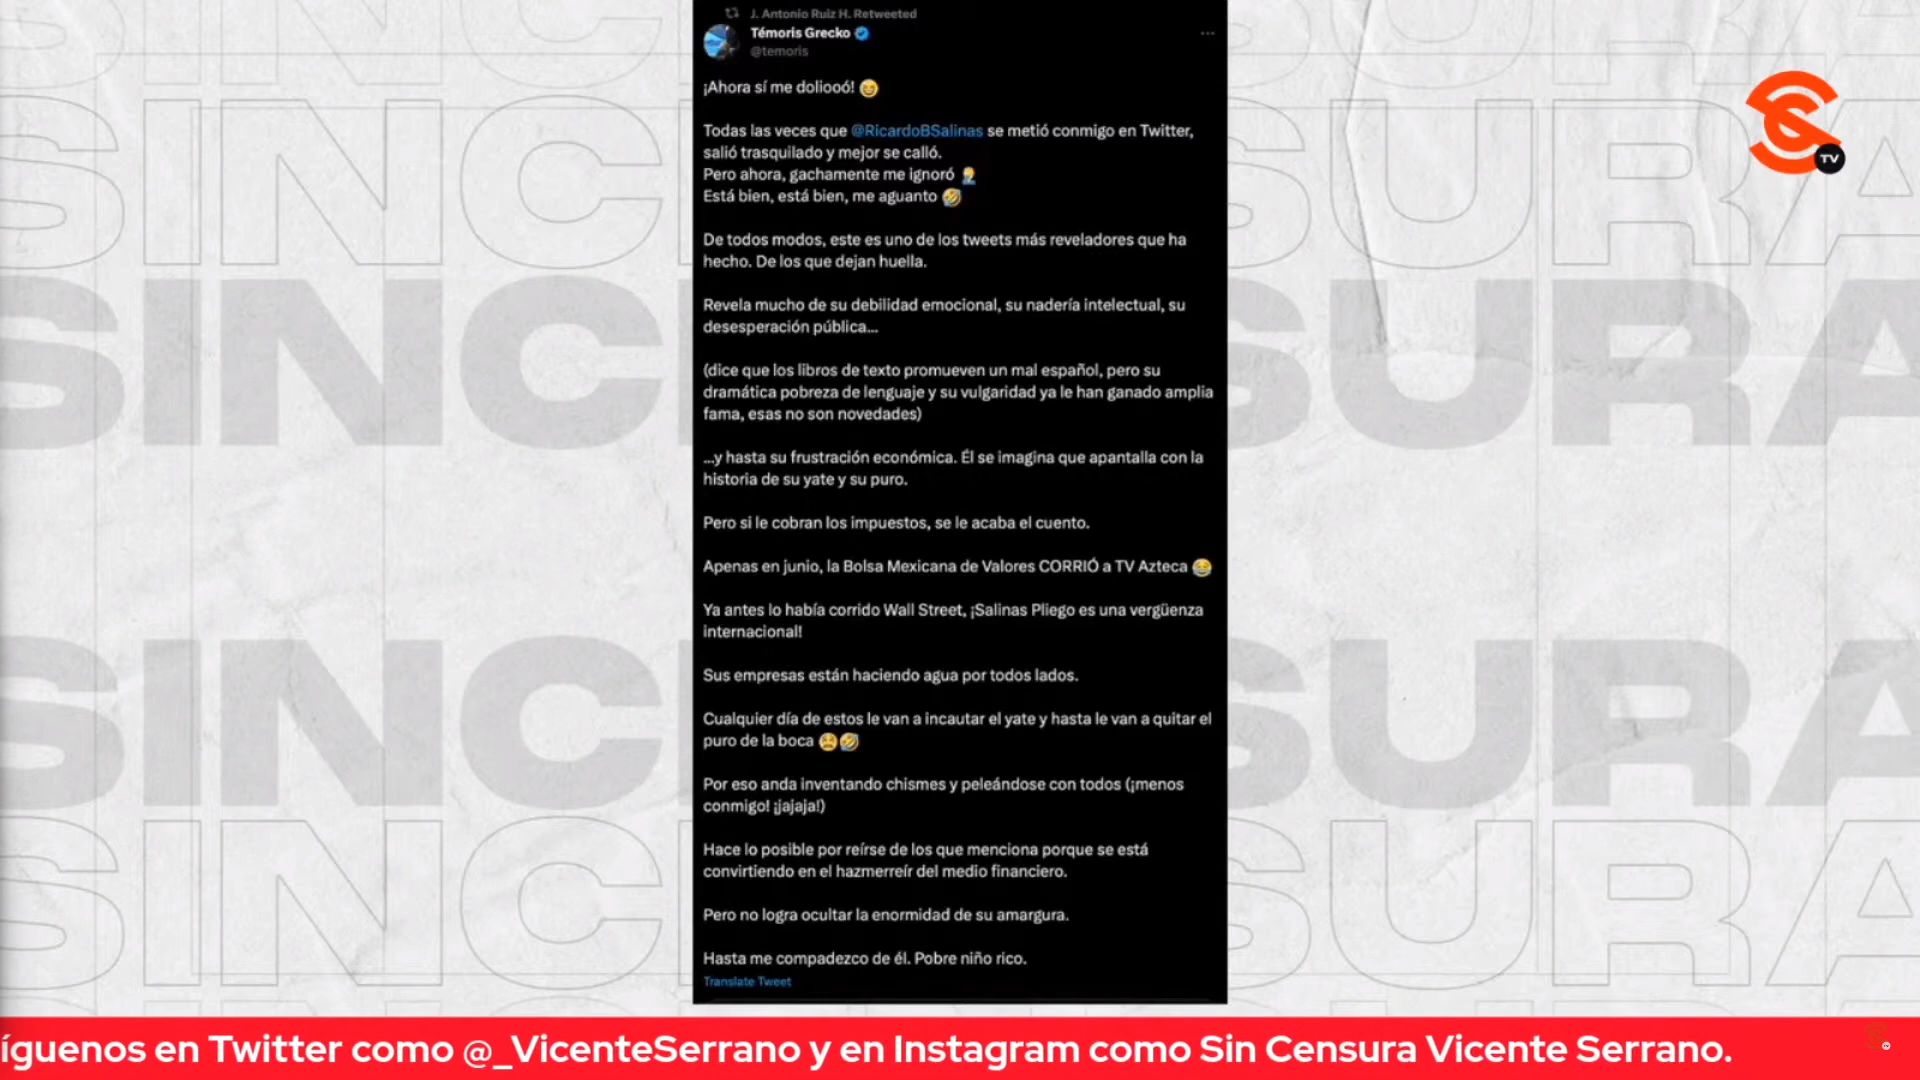 J. Antonio Ruiz H. Retweeted
Témoris Grecko
@temoris
¡Ahora sí me doliooó! 😄
Todas las veces que @RicardoBSalinas se metió conmigo en Twitter,
salió trasquilado y mejor se calló.
Pero ahora, gachamente me ignoró 🤦
Está bien, está bien, me aguanto 🤣
De todos modos, este es uno de los tweets más reveladores que ha
hecho. De los que dejan huella.
Revela mucho de su debilidad emocional, su nadería intelectual, su
desesperación pública...
(dice que los libros de texto promueven un mal español, pero su
dramática pobreza de lenguaje y su vulgaridad ya le han ganado amplia
fama, esas no son novedades)
...y hasta su frustración económica. Él se imagina que apantalla con la
historia de su yate y su puro.
Pero si le cobran los impuestos, se le acaba el cuento.
Apenas en junio, la Bolsa Mexicana de Valores CORRIÓ a TV Azteca 😂
Ya antes lo había corrido Wall Street, ¡Salinas Pliego es una vergüenza
internacional!
Sus empresas están haciendo agua por todos lados.
Cualquier día de estos le van a incautar el yate y hasta le van a quitar el
puro de la boca 😩🤣
Por eso anda inventando chismes y peleándose con todos (¡menos
conmigo! ¡jajaja!)
Hace lo posible por reírse de los que menciona porque se está
convirtiendo en el hazmerreír del medio financiero.
Pero no logra ocultar la enormidad de su amargura.
Hasta me compadezco de él. Pobre niño rico.
Translate Tweet
TV
SINC
SURA
SINC
SURA
SINC
SURA
SINC
SURA
íguenos en Twitter como @_VicenteSerrano y en Instagram como Sin Censura Vicente Serrano.